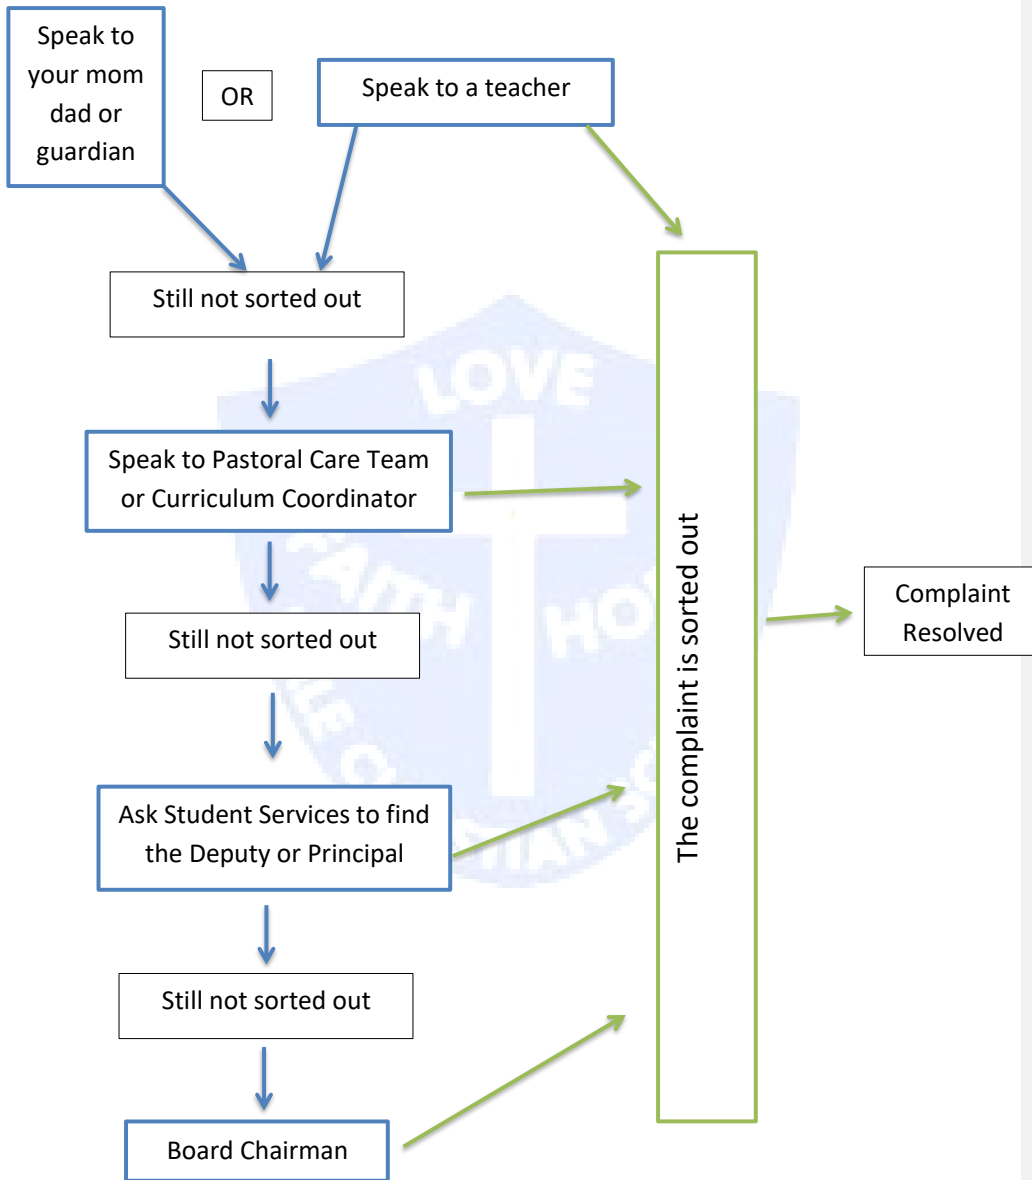 Speak to
your mom
dad or
guardian
OR
Speak to a teacher
Still not sorted out
Speak to Pastoral Care Team
or Curriculum Coordinator
Still not sorted out
Ask Student Services to find
the Deputy or Principal
Still not sorted out
Board Chairman
The complaint is sorted out
Complaint
Resolved
LOVE
FAITH